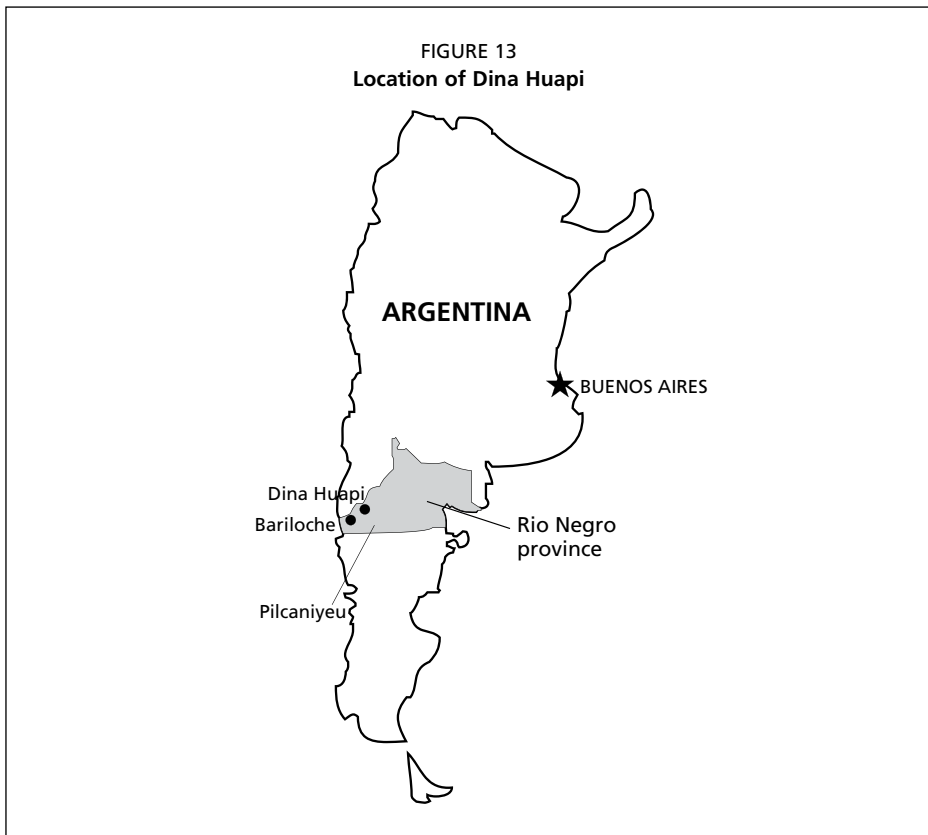 FIGURE 13
Location of Dina Huapi
ARGENTINA
BUENOS AIRES
Dina Huapi
Bariloche
Rio Negro
province
Pilcaniyeu